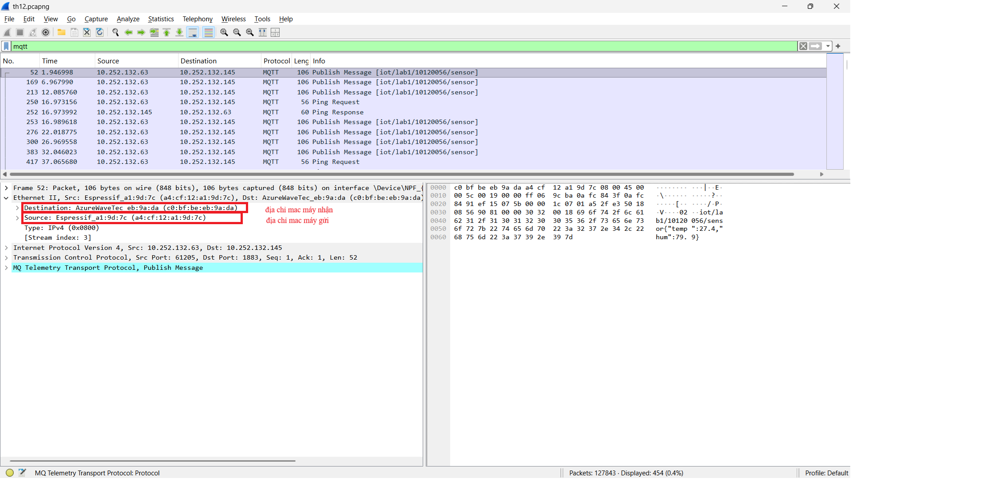 th12.pcapng
File Edit View Go Capture Analyze Statistics Telephony Wireless Tools Help
mqtt
No. Time Source Destination Protocol Leng Info
52 1.946998 10.252.132.63 10.252.132.145 MQTT 106 Publish Message [iot/lab1/10120056/sensor]
169 6.967990 10.252.132.63 10.252.132.145 MQTT 106 Publish Message [iot/lab1/10120056/sensor]
213 12.085760 10.252.132.63 10.252.132.145 MQTT 106 Publish Message [iot/lab1/10120056/sensor]
250 16.973156 10.252.132.63 10.252.132.145 MQTT 56 Ping Request
252 16.973992 10.252.132.145 10.252.132.63 MQTT 60 Ping Response
253 16.989618 10.252.132.63 10.252.132.145 MQTT 106 Publish Message [iot/lab1/10120056/sensor]
276 22.018775 10.252.132.63 10.252.132.145 MQTT 106 Publish Message [iot/lab1/10120056/sensor]
300 26.969558 10.252.132.63 10.252.132.145 MQTT 106 Publish Message [iot/lab1/10120056/sensor]
383 32.046023 10.252.132.63 10.252.132.145 MQTT 106 Publish Message [iot/lab1/10120056/sensor]
417 37.065680 10.252.132.63 10.252.132.145 MQTT 56 Ping Request
Frame 52: Packet, 106 bytes on wire (848 bits), 106 bytes captured (848 bits) on interface \Device\NPF_{
Ethernet II, Src: Espressif_a1:9d:7c (a4:cf:12:a1:9d:7c), Dst: AzureWaveTec_eb:9a:da (c0:bf:be:eb:9a:da)
Destination: AzureWaveTec_eb:9a:da (c0:bf:be:eb:9a:da) địa chỉ mac máy nhận
Source: Espressif_a1:9d:7c (a4:cf:12:a1:9d:7c) địa chỉ mac máy gửi
Type: IPv4 (0x0800)
[Stream index: 3]
Internet Protocol Version 4, Src: 10.252.132.63, Dst: 10.252.132.145
Transmission Control Protocol, Src Port: 61205, Dst Port: 1883, Seq: 1, Ack: 1, Len: 52
MQ Telemetry Transport Protocol, Publish Message
0000 c0 bf be eb 9a da a4 cf 12 a1 9d 7c 08 00 45 00 ········ ···|··E·
0010 00 5c 00 19 00 00 ff 06 9c ba 0a fc 84 3f 0a fc ·\······ ·····?··
0020 84 91 ef 15 07 5b 00 00 1c 07 01 a5 2f e3 50 18 ·····[·· ····/·P·
0030 08 56 90 81 00 00 30 32 00 18 69 6f 74 2f 6c 61 ·V····02 ··iot/la
0040 62 31 2f 31 30 31 32 30 30 35 36 2f 73 65 6e 73 b1/10120 056/sens
0050 6f 72 7b 22 74 65 6d 70 22 3a 32 37 2e 34 2c 22 or{"temp ":27.4,"
0060 68 75 6d 22 3a 37 39 2e 39 7d hum":79. 9}
MQ Telemetry Transport Protocol: Protocol
Packets: 127843 · Displayed: 454 (0.4%)
Profile: Default